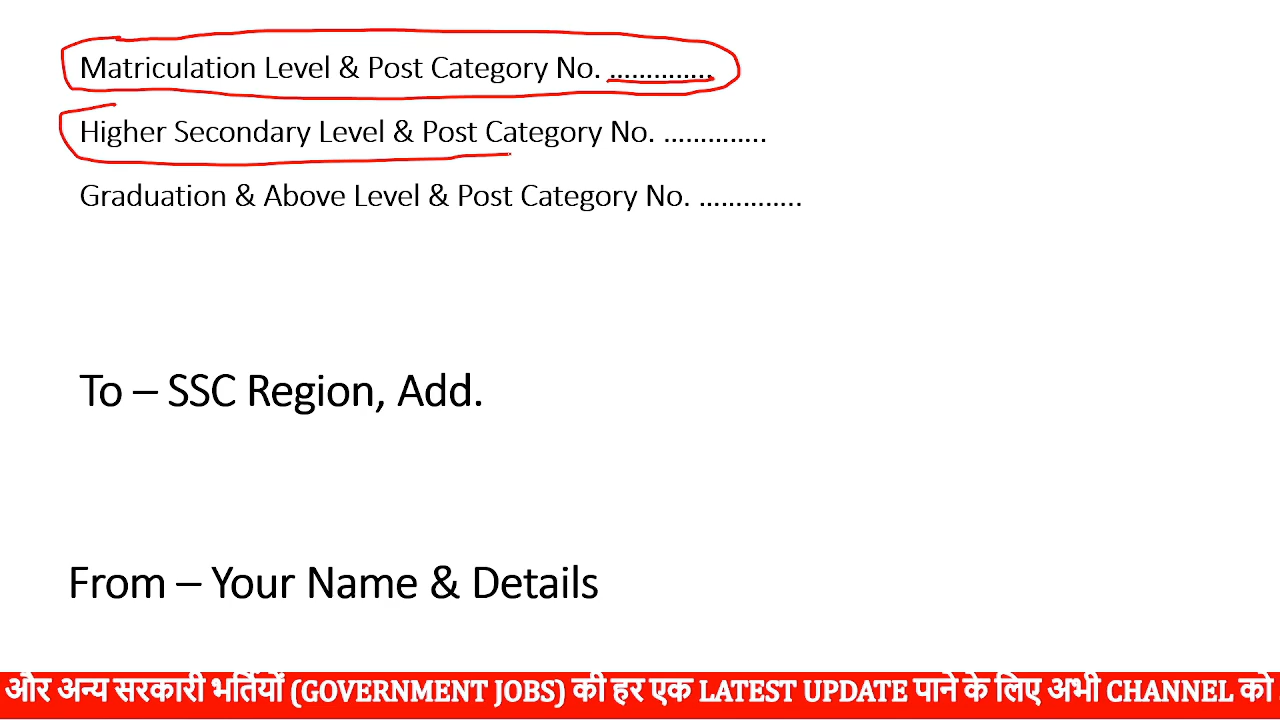 Matriculation Level & Post Category No. ..............
Higher Secondary Level & Post Category No. ..............
Graduation & Above Level & Post Category No. ..............
To – SSC Region, Add.
From – Your Name & Details
और अन्य सरकारी भर्तियों (GOVERNMENT JOBS) की हर एक LATEST UPDATE पाने के लिए अभी CHANNEL को